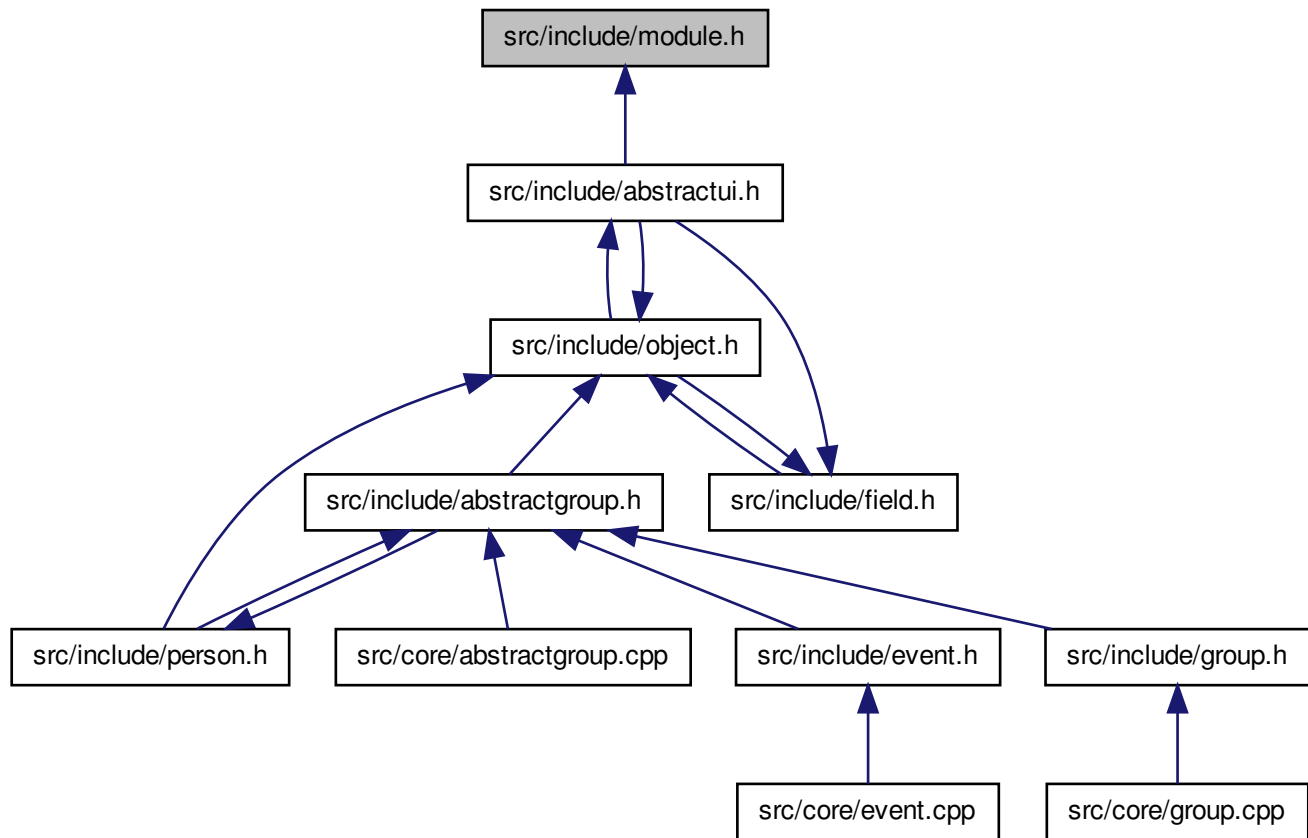 src/include/module.h
src/include/abstractui.h
src/include/object.h
src/include/abstractgroup.h
src/include/field.h
src/include/person.h
src/core/abstractgroup.cpp
src/include/event.h
src/include/group.h
src/core/event.cpp
src/core/group.cpp